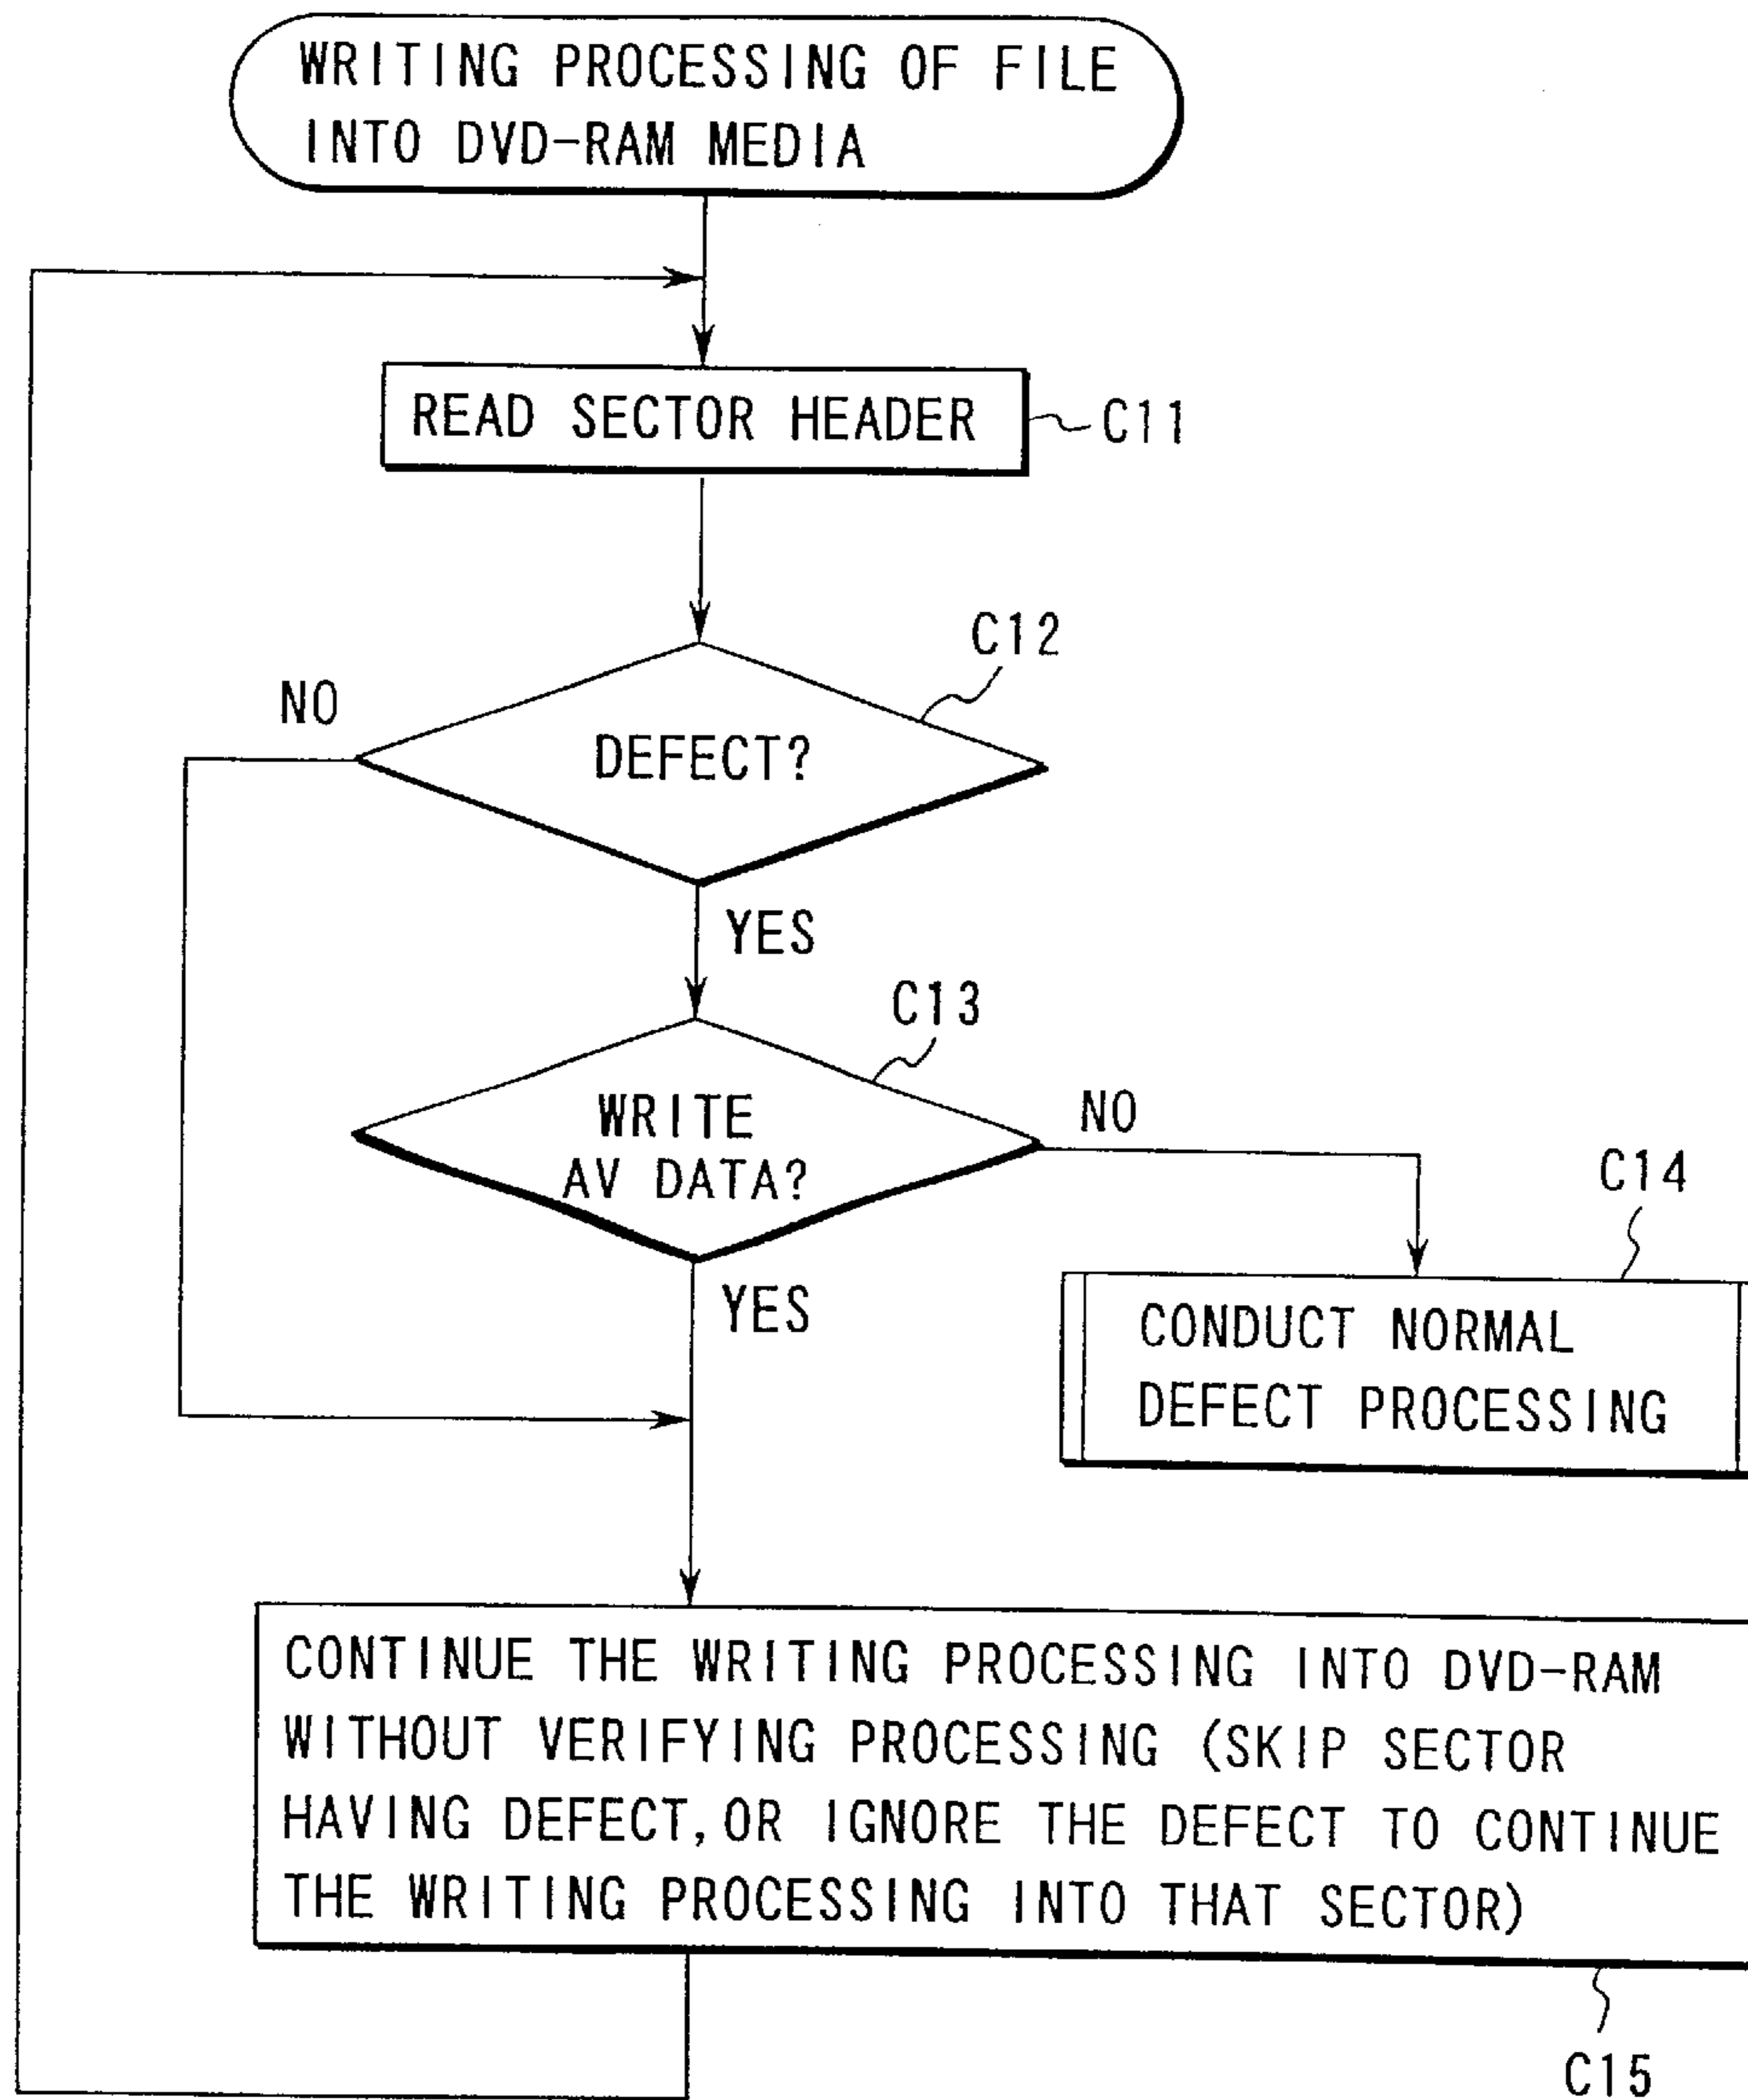 WRITING PROCESSING OF FILE
INTO DVD-RAM MEDIA
READ SECTOR HEADER
C11
C12
NO
DEFECT?
YES
C13
WRITE
AV DATA?
NO
C14
YES
CONDUCT NORMAL
DEFECT PROCESSING
CONTINUE THE WRITING PROCESSING INTO DVD-RAM
WITHOUT VERIFYING PROCESSING (SKIP SECTOR
HAVING DEFECT, OR IGNORE THE DEFECT TO CONTINUE
THE WRITING PROCESSING INTO THAT SECTOR)
C15